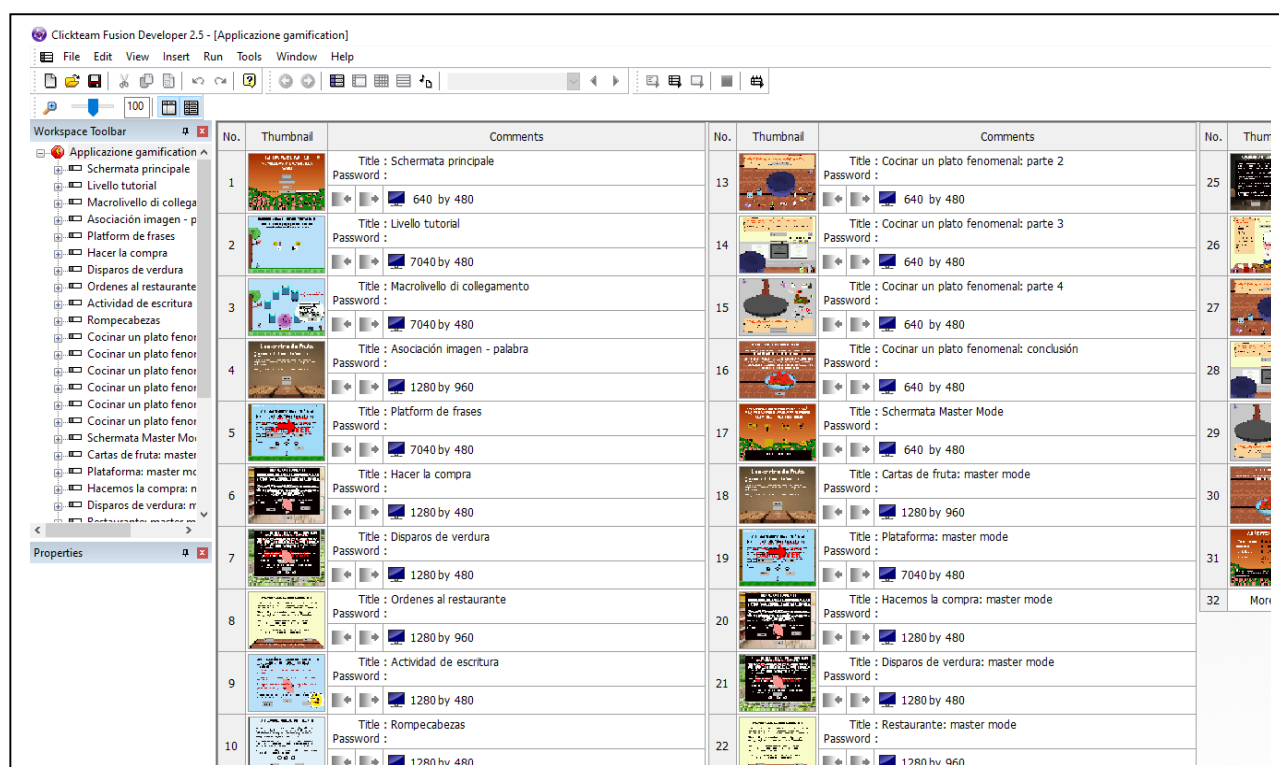 Clickteam Fusion Developer 2.5 - [Applicazione gamification]
File Edit View Insert Run Tools Window Help
100
Workspace Toolbar
Applicazione gamification
Schermata principale
Livello tutorial
Macrolivello di collega
Asociación imagen - p
Platform de frases
Hacer la compra
Disparos de verdura
Ordenes al restaurante
Actividad de escritura
Rompecabezas
Cocinar un plato fenor
Cocinar un plato fenor
Cocinar un plato fenor
Cocinar un plato fenor
Cocinar un plato fenor
Cocinar un plato fenor
Schermata Master Mo
Cartas de fruta: master
Plataforma: master mc
Hacemos la compra: n
Disparos de verdura: m
Restaurante: master m
Properties
No. Thumbnail Comments
1
Title : Schermata principale
Password :
640 by 480
2
Title : Livello tutorial
Password :
7040 by 480
3
Title : Macrolivello di collegamento
Password :
7040 by 480
4
Title : Asociación imagen - palabra
Password :
1280 by 960
5
Title : Platform de frases
Password :
7040 by 480
6
Title : Hacer la compra
Password :
1280 by 480
7
Title : Disparos de verdura
Password :
1280 by 480
8
Title : Ordenes al restaurante
Password :
1280 by 960
9
Title : Actividad de escritura
Password :
1280 by 480
10
Title : Rompecabezas
Password :
1280 by 480
No. Thumbnail Comments
13
Title : Cocinar un plato fenomenal: parte 2
Password :
640 by 480
14
Title : Cocinar un plato fenomenal: parte 3
Password :
640 by 480
15
Title : Cocinar un plato fenomenal: parte 4
Password :
640 by 480
16
Title : Cocinar un plato fenomenal: conclusión
Password :
640 by 480
17
Title : Schermata Master Mode
Password :
640 by 480
18
Title : Cartas de fruta: master mode
Password :
1280 by 960
19
Title : Plataforma: master mode
Password :
7040 by 480
20
Title : Hacemos la compra: master mode
Password :
1280 by 480
21
Title : Disparos de verdura: master mode
Password :
1280 by 480
22
Title : Restaurante: master mode
Password :
1280 by 960
No. Thum
25
26
27
28
29
30
31
32 More